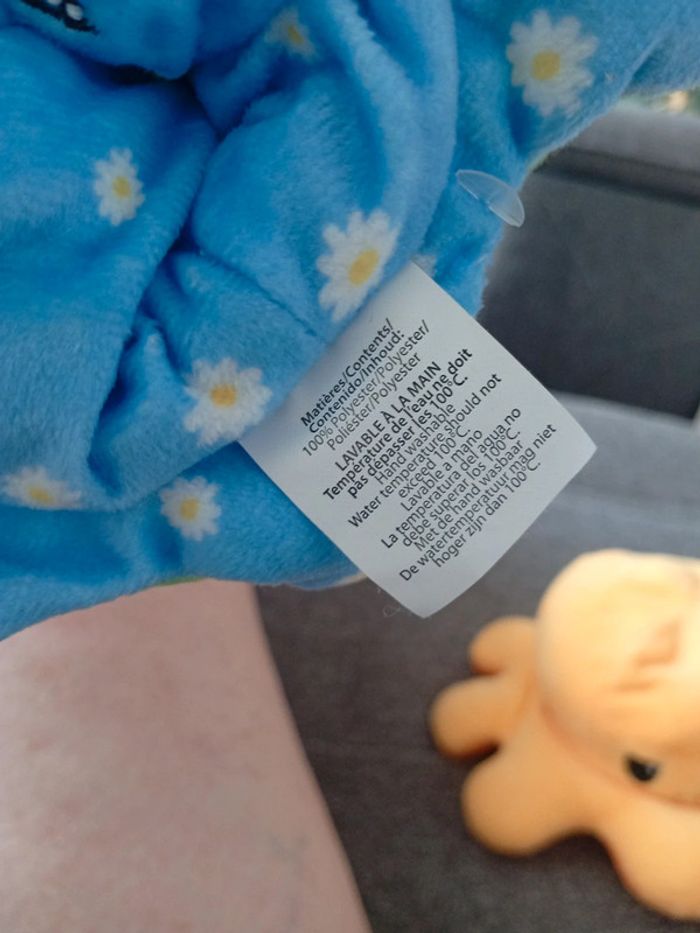 Matières/Contents/
Contenido/Inhoud:
100% Polyester/Polyester/
Poliéster/Polyester
LAVABLE À LA MAIN
Température de l'eau ne doit
pas dépasser les 100°C.
Hand washable
Water temperature should not
exceed 100°C
Lavable a mano
La temperatura del agua no
debe superar los 100°C.
Met de hand wasbaar
De watertemperatuur mag niet
hoger zijn dan 100°C.